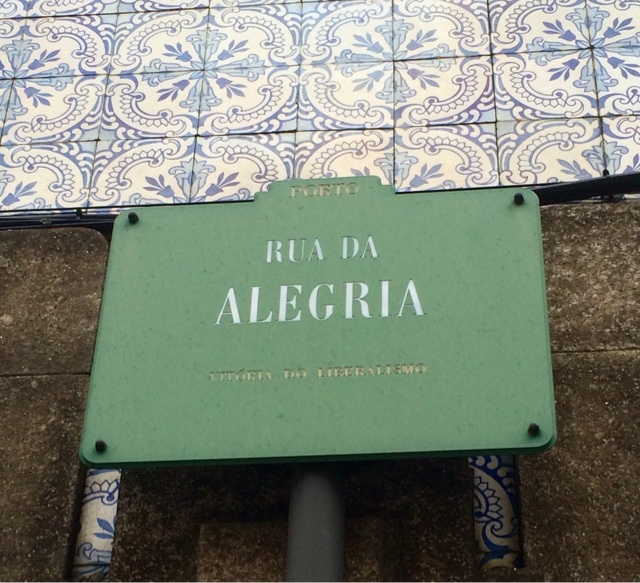 PORTO
RUA DA
ALEGRIA
VITÓRIA DO LIBERALISMO